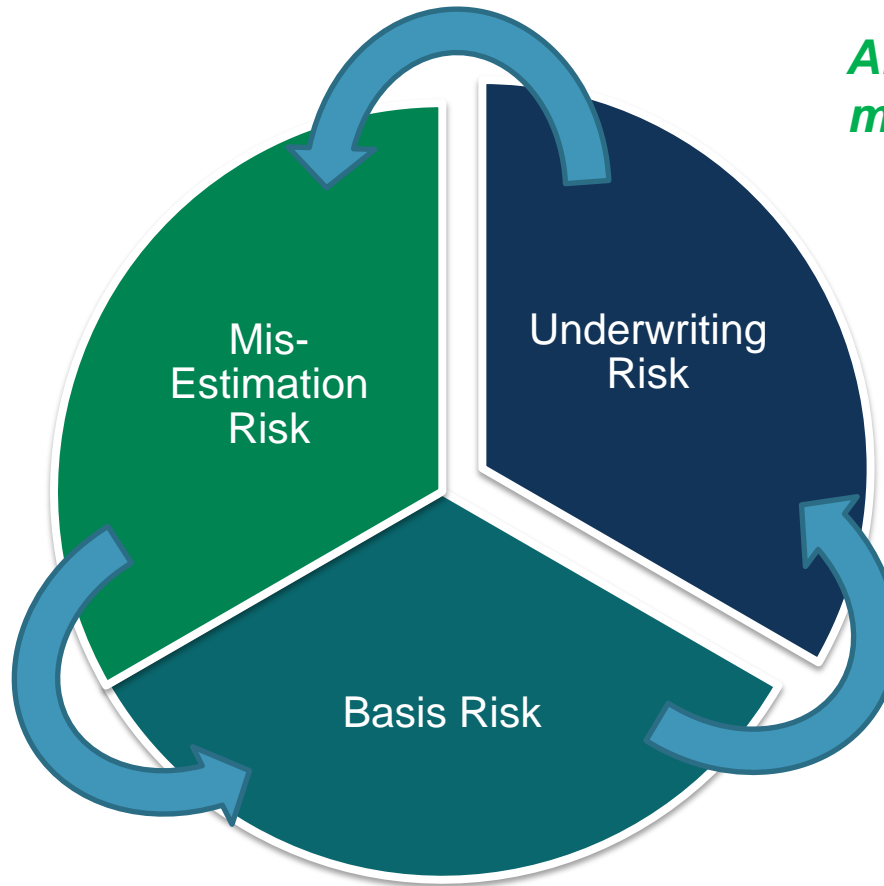 Mis-
Estimation
Risk
Underwriting
Risk
Basis Risk